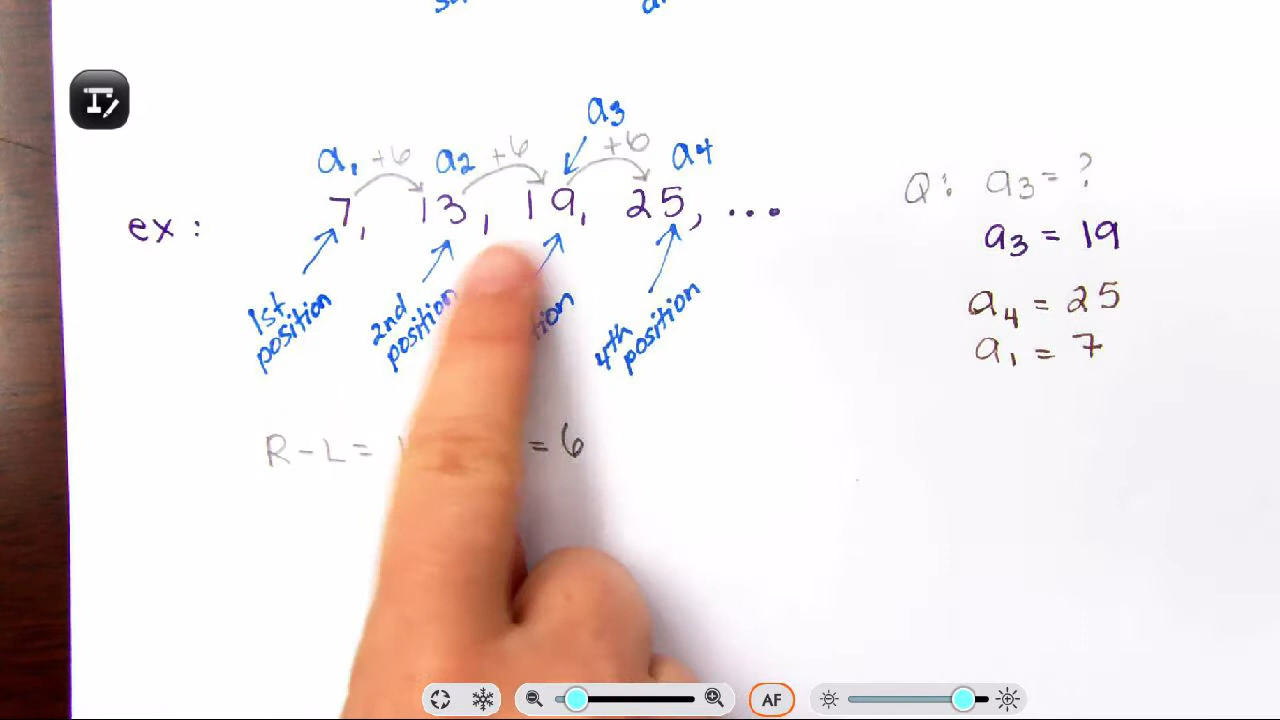 a3
a1 +6 a2 +6 +6 a4
ex: 7, 13, 19, 25, ...
1st position
2nd position
4th position
R - L =
= 6
Q: a3 = ?
a3 = 19
a4 = 25
a1 = 7
AF